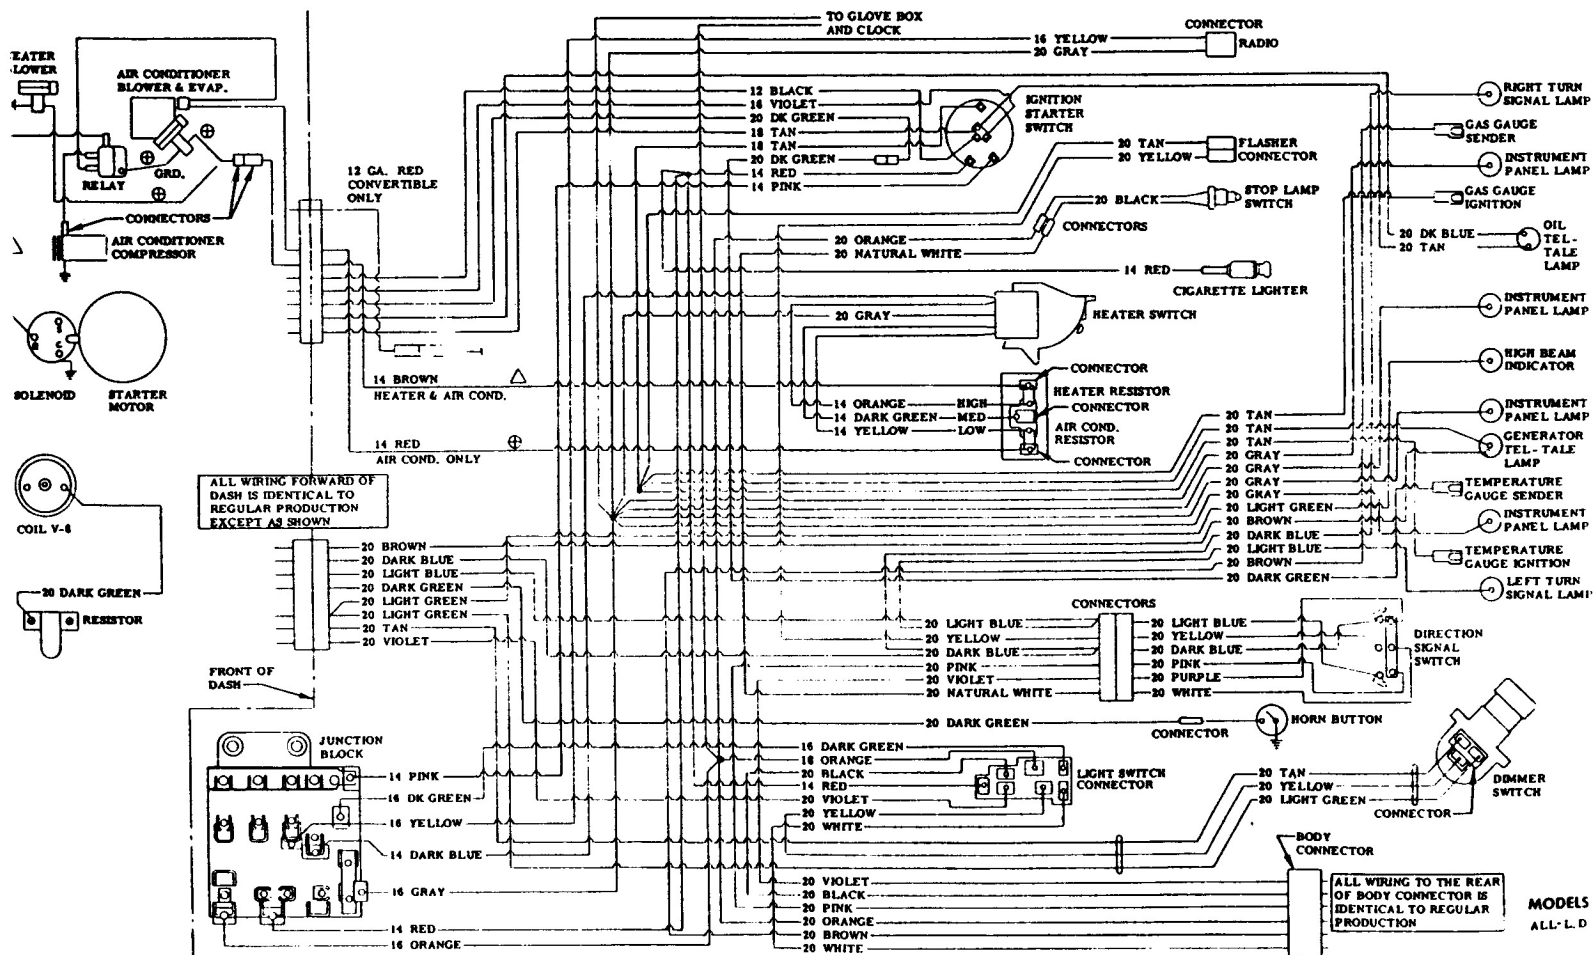 TO GLOVE BOX
AND CLOCK
CONNECTOR
16 YELLOW
20 GRAY
RADIO
EATER
LOWER
AIR CONDITIONER
BLOWER & EVAP.
RELAY
GRD.
CONNECTORS
AIR CONDITIONER
COMPRESSOR
12 GA. RED
CONVERTIBLE
ONLY
12 BLACK
16 VIOLET
20 DK GREEN
18 TAN
18 TAN
20 DK GREEN
14 RED
14 PINK
IGNITION
STARTER
SWITCH
20 TAN
20 YELLOW
FLASHER
CONNECTOR
20 BLACK
STOP LAMP
SWITCH
CONNECTORS
20 ORANGE
20 NATURAL WHITE
14 RED
CIGARETTE LIGHTER
20 GRAY
HEATER SWITCH
RIGHT TURN
SIGNAL LAMP
GAS GAUGE
SENDER
INSTRUMENT
PANEL LAMP
GAS GAUGE
IGNITION
20 DK BLUE
20 TAN
OIL
TEL-
TALE
LAMP
INSTRUMENT
PANEL LAMP
HIGH BEAM
INDICATOR
INSTRUMENT
PANEL LAMP
GENERATOR
TEL-TALE
LAMP
TEMPERATURE
GAUGE SENDER
INSTRUMENT
PANEL LAMP
TEMPERATURE
GAUGE IGNITION
LEFT TURN
SIGNAL LAMP
SOLENOID
STARTER
MOTOR
14 BROWN
HEATER & AIR COND.
14 RED
AIR COND. ONLY
CONNECTOR
HEATER RESISTOR
CONNECTOR
AIR COND.
RESISTOR
CONNECTOR
14 ORANGE HIGH
14 DARK GREEN MED
14 YELLOW LOW
20 TAN
20 TAN
20 TAN
20 GRAY
20 GRAY
20 GRAY
20 GRAY
20 LIGHT GREEN
20 BROWN
20 DARK BLUE
20 LIGHT BLUE
20 BROWN
20 DARK GREEN
COIL V-8
20 DARK GREEN
RESISTOR
ALL WIRING FORWARD OF
DASH IS IDENTICAL TO
REGULAR PRODUCTION
EXCEPT AS SHOWN
20 BROWN
20 DARK BLUE
20 LIGHT BLUE
20 DARK GREEN
20 LIGHT GREEN
20 LIGHT GREEN
20 TAN
20 VIOLET
FRONT OF
DASH
CONNECTORS
20 LIGHT BLUE
20 YELLOW
20 DARK BLUE
20 PINK
20 VIOLET
20 NATURAL WHITE
20 LIGHT BLUE
20 YELLOW
20 DARK BLUE
20 PINK
20 PURPLE
20 WHITE
DIRECTION
SIGNAL
SWITCH
20 DARK GREEN
CONNECTOR
HORN BUTTON
JUNCTION
BLOCK
14 PINK
16 DK GREEN
16 YELLOW
14 DARK BLUE
16 GRAY
14 RED
16 ORANGE
16 DARK GREEN
16 ORANGE
20 BLACK
14 RED
20 VIOLET
20 YELLOW
20 WHITE
LIGHT SWITCH
CONNECTOR
20 TAN
20 YELLOW
20 LIGHT GREEN
DIMMER
SWITCH
CONNECTOR
BODY
CONNECTOR
20 VIOLET
20 BLACK
20 PINK
20 ORANGE
20 BROWN
20 WHITE
ALL WIRING TO THE REAR
OF BODY CONNECTOR IS
IDENTICAL TO REGULAR
PRODUCTION
MODELS
ALL-L.D